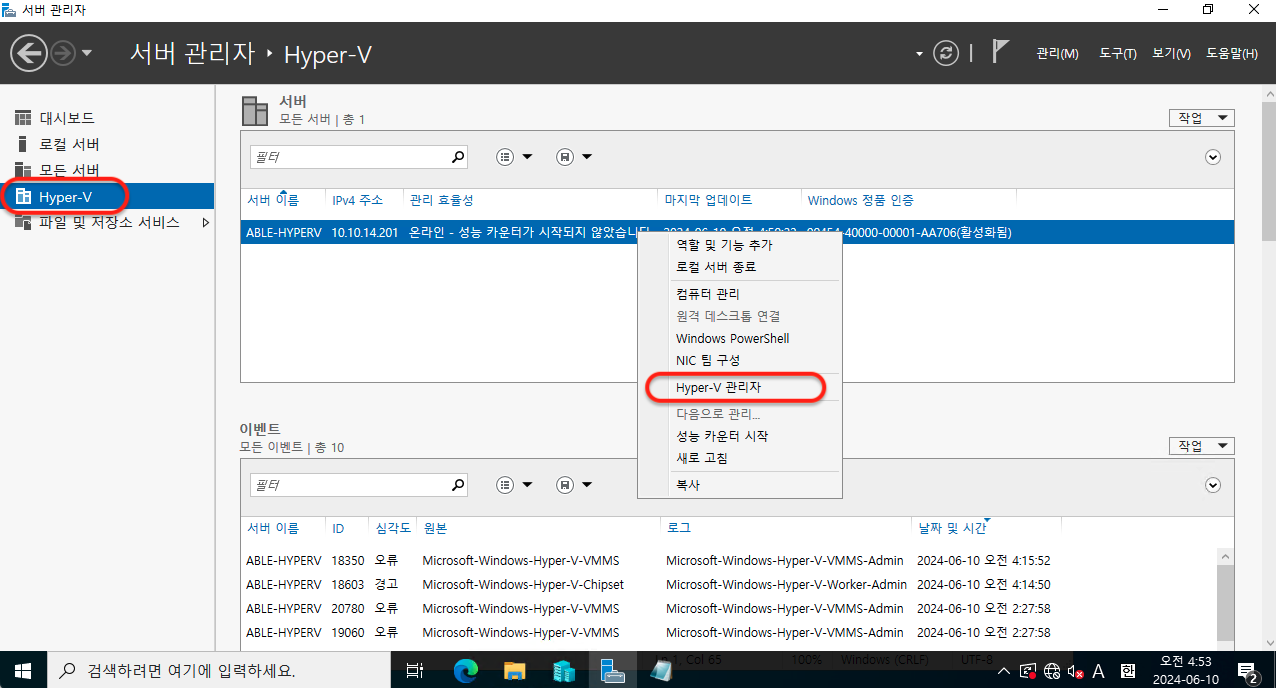 서버 관리자
서버 관리자 ‣ Hyper-V
관리(M) 도구(T) 보기(V) 도움말(H)
대시보드
로컬 서버
모든 서버
Hyper-V
파일 및 저장소 서비스
서버
모든 서버 | 총 1
작업
필터
서버 이름 IPv4 주소 관리 효율성 마지막 업데이트 Windows 정품 인증
ABLE-HYPERV 10.10.14.201 온라인 - 성능 카운터가 시작되지 않았습니다 40000-00001-AA706(활성화됨)
역할 및 기능 추가
로컬 서버 종료
컴퓨터 관리
원격 데스크톱 연결
Windows PowerShell
NIC 팀 구성
Hyper-V 관리자
다음으로 관리...
성능 카운터 시작
새로 고침
복사
이벤트
모든 이벤트 | 총 10
작업
필터
서버 이름 ID 심각도 원본 로그 날짜 및 시간
ABLE-HYPERV 18350 오류 Microsoft-Windows-Hyper-V-VMMS Microsoft-Windows-Hyper-V-VMMS-Admin 2024-06-10 오전 4:15:52
ABLE-HYPERV 18603 경고 Microsoft-Windows-Hyper-V-Chipset Microsoft-Windows-Hyper-V-Worker-Admin 2024-06-10 오전 4:14:50
ABLE-HYPERV 20780 오류 Microsoft-Windows-Hyper-V-VMMS Microsoft-Windows-Hyper-V-VMMS-Admin 2024-06-10 오전 2:27:58
ABLE-HYPERV 19060 오류 Microsoft-Windows-Hyper-V-VMMS Microsoft-Windows-Hyper-V-VMMS-Admin 2024-06-10 오전 2:27:58
검색하려면 여기에 입력하세요.
Col 65 100% Windows (CRLF) UTF-8
A 한
오전 4:53
2024-06-10
2